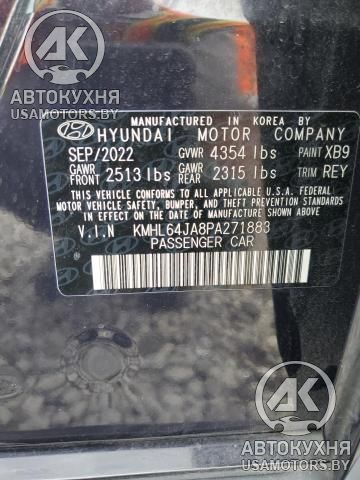 АК
АВТОКУХНЯ
USAMOTORS.BY
MANUFACTURED IN KOREA BY
HYUNDAI MOTOR COMPANY
SEP/2022 GVWR 4354 lbs PAINT XB9
GAWR FRONT 2513 lbs GAWR REAR 2315 lbs TRIM REY
THIS VEHICLE CONFORMS TO ALL APPLICABLE U.S.A. FEDERAL
MOTOR VEHICLE SAFETY, BUMPER, AND THEFT PREVENTION
STANDARDS IN EFFECT ON THE DATE OF MANUFACTURE SHOWN ABOVE.
V.I.N KMHL64JA8PA271883
PASSENGER CAR
АК
АВТОКУХНЯ
USAMOTORS.BY